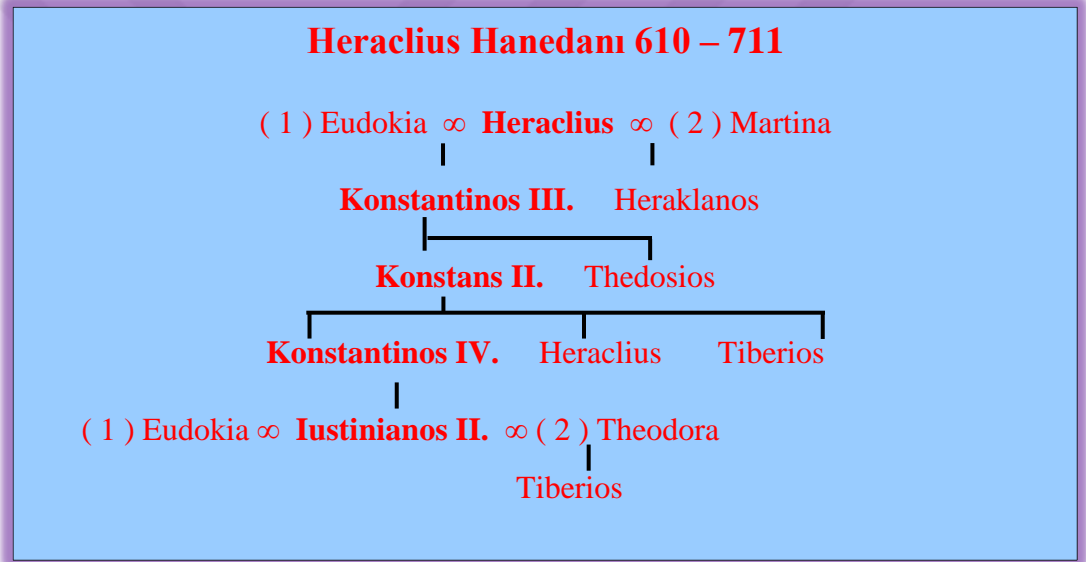 Heraclius Hanedanı 610 – 711
( 1 ) Eudokia ∞ Heraclius ∞ ( 2 ) Martina
Konstantinos III. Heraklanos
Konstans II. Thedosios
Konstantinos IV. Heraclius Tiberios
( 1 ) Eudokia ∞ Iustinianos II. ∞ ( 2 ) Theodora
Tiberios